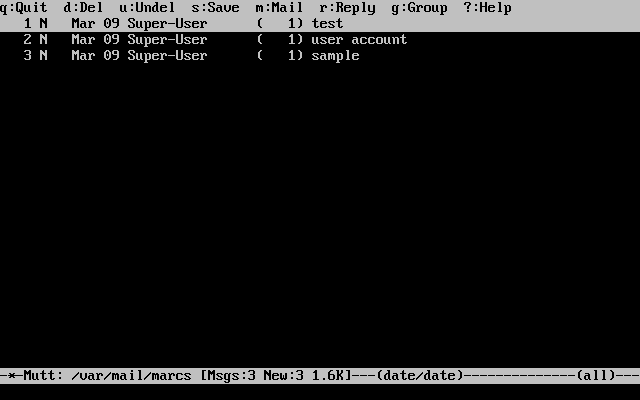 q:Quit  d:Del  u:Undel  s:Save  m:Mail  r:Reply  g:Group  ?:Help
   1 N   Mar 09 Super-User      (   1) test
   2 N   Mar 09 Super-User      (   1) user account
   3 N   Mar 09 Super-User      (   1) sample
-*-Mutt: /var/mail/marcs [Msgs:3 New:3 1.6K]---(date/date)--------------(all)---